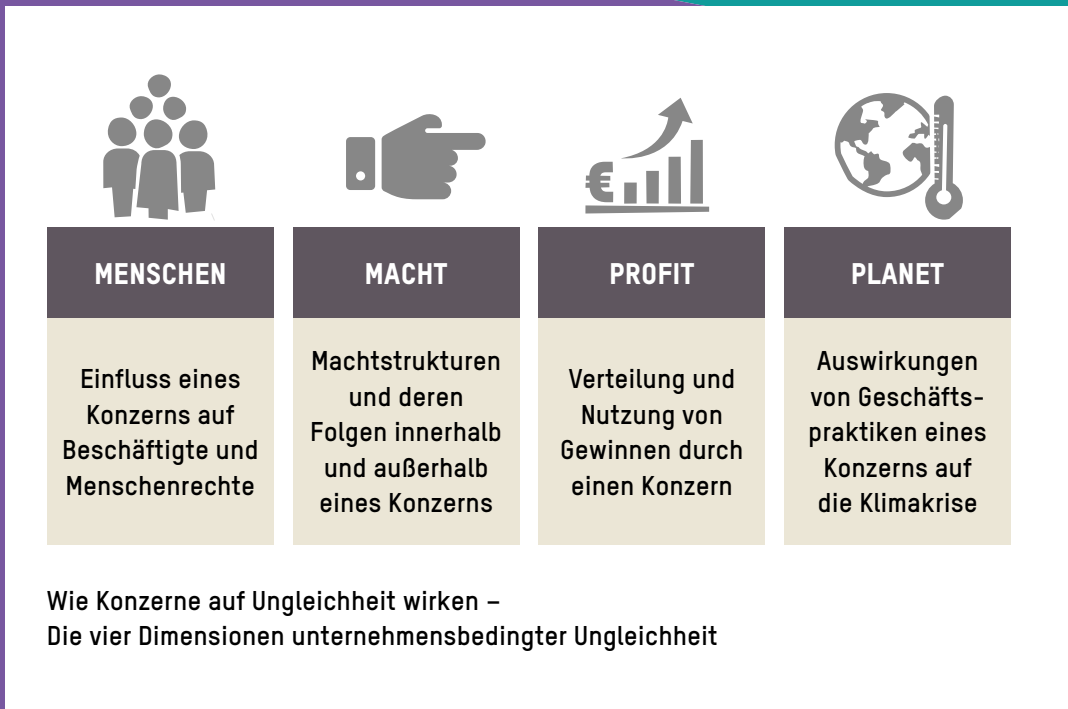 €
MENSCHEN
Einfluss eines
Konzerns auf
Beschäftigte und
Menschenrechte
MACHT
Machtstrukturen
und deren
Folgen innerhalb
und außerhalb
eines Konzerns
PROFIT
Verteilung und
Nutzung von
Gewinnen durch
einen Konzern
PLANET
Auswirkungen
von Geschäfts-
praktiken eines
Konzerns auf
die Klimakrise
Wie Konzerne auf Ungleichheit wirken –
Die vier Dimensionen unternehmensbedingter Ungleichheit